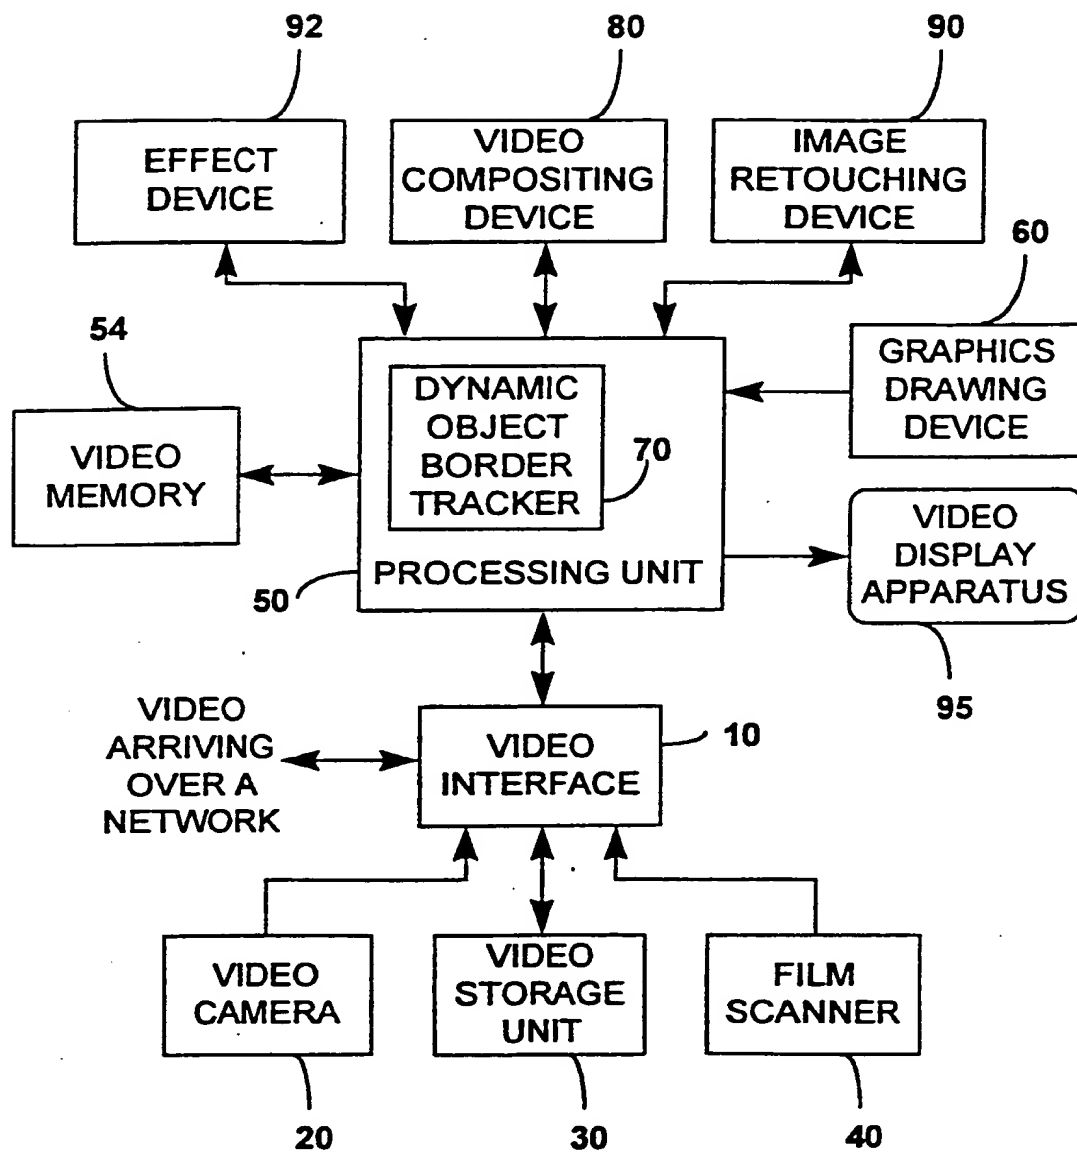 92
80
90
EFFECT
DEVICE
VIDEO
COMPOSITING
DEVICE
IMAGE
RETOUCHING
DEVICE
60
54
GRAPHICS
DRAWING
DEVICE
DYNAMIC
OBJECT
BORDER
TRACKER
70
VIDEO
MEMORY
VIDEO
DISPLAY
APPARATUS
PROCESSING UNIT
50
95
VIDEO
ARRIVING
OVER A
NETWORK
VIDEO
INTERFACE
10
VIDEO
CAMERA
VIDEO
STORAGE
UNIT
FILM
SCANNER
20
30
40